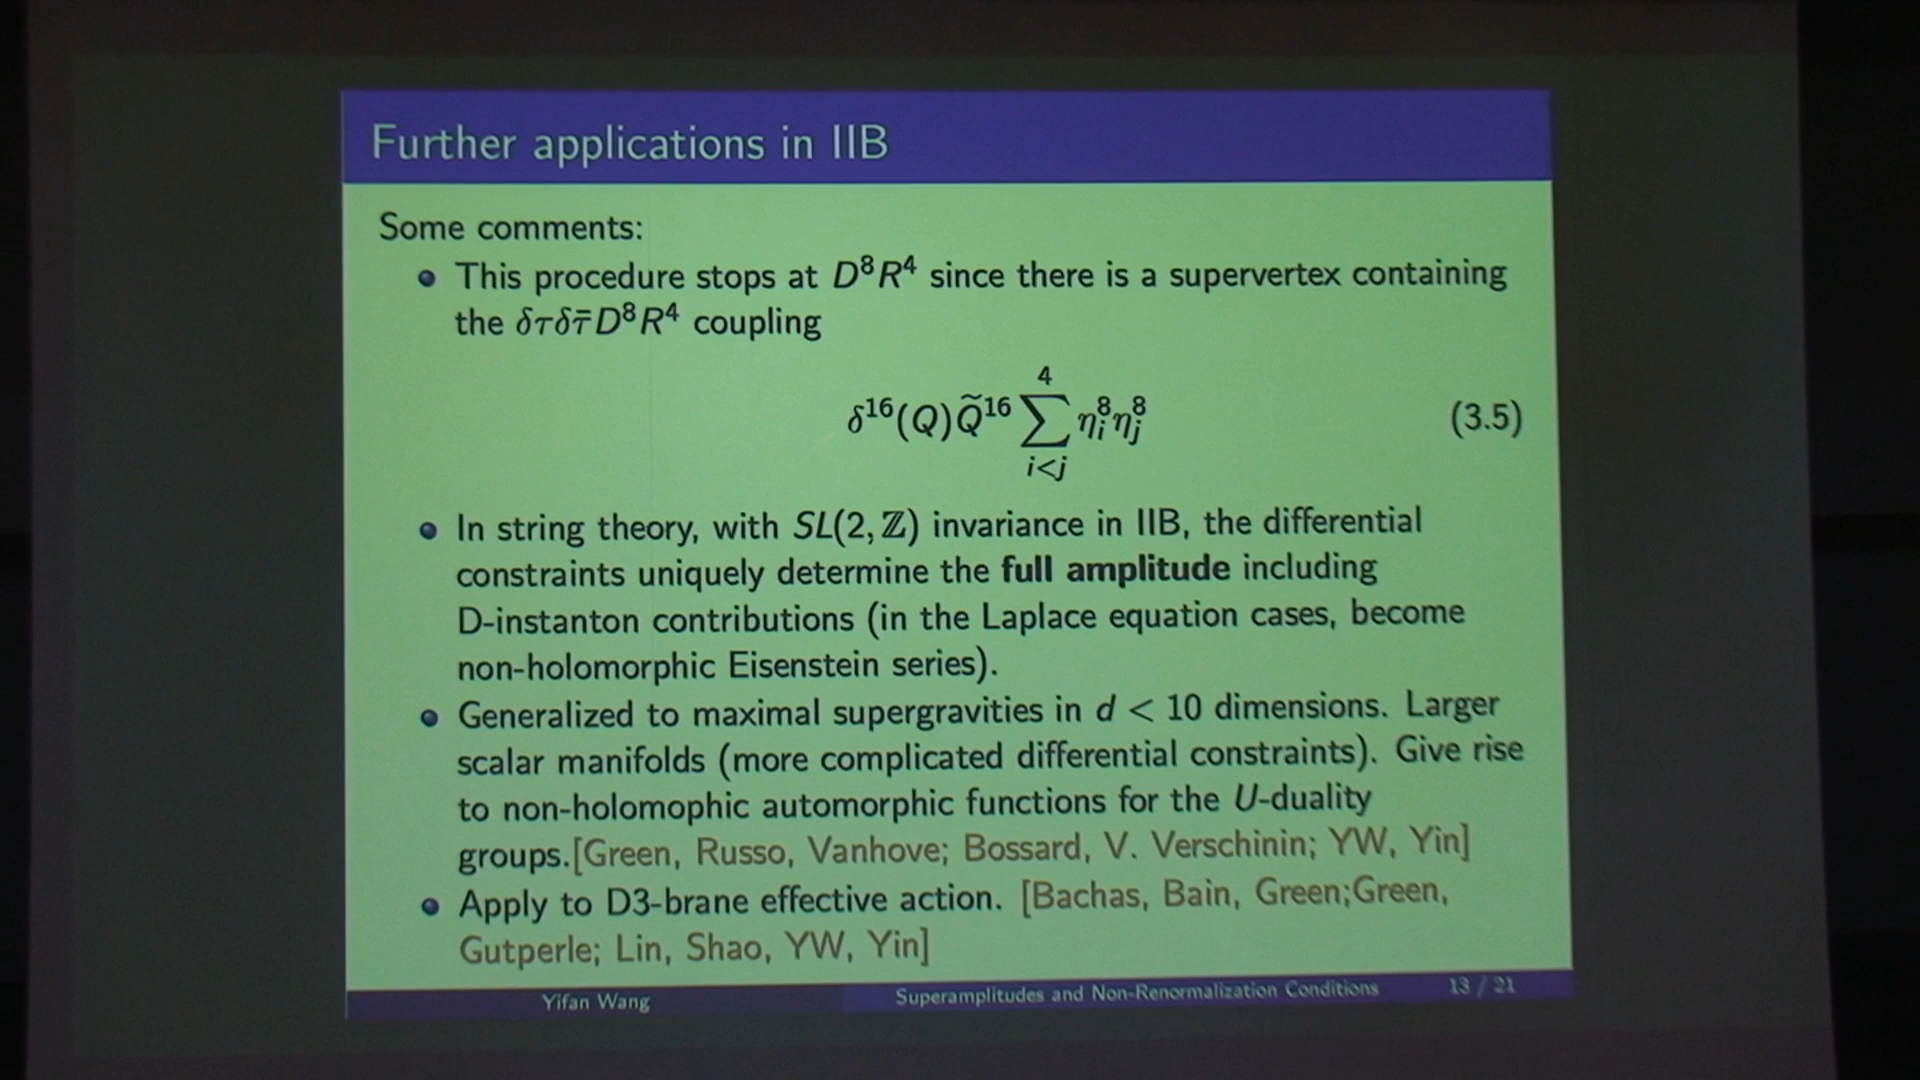 Further applications in IIB
Some comments:
This procedure stops at D⁸R⁴ since there is a supervertex containing
the δτδτ̄D⁸R⁴ coupling
δ¹⁶(Q)Q̃¹⁶ ∑_{i<j}^{4} η_i⁸η_j⁸ (3.5)
In string theory, with SL(2, ℤ) invariance in IIB, the differential
constraints uniquely determine the full amplitude including
D-instanton contributions (in the Laplace equation cases, become
non-holomorphic Eisenstein series).
Generalized to maximal supergravities in d < 10 dimensions. Larger
scalar manifolds (more complicated differential constraints). Give rise
to non-holomophic automorphic functions for the U-duality
groups.[Green, Russo, Vanhove; Bossard, V. Verschinin; YW, Yin]
Apply to D3-brane effective action. [Bachas, Bain, Green;Green,
Gutperle; Lin, Shao, YW, Yin]
Yifan Wang Superamplitudes and Non-Renormalization Conditions 13 / 21